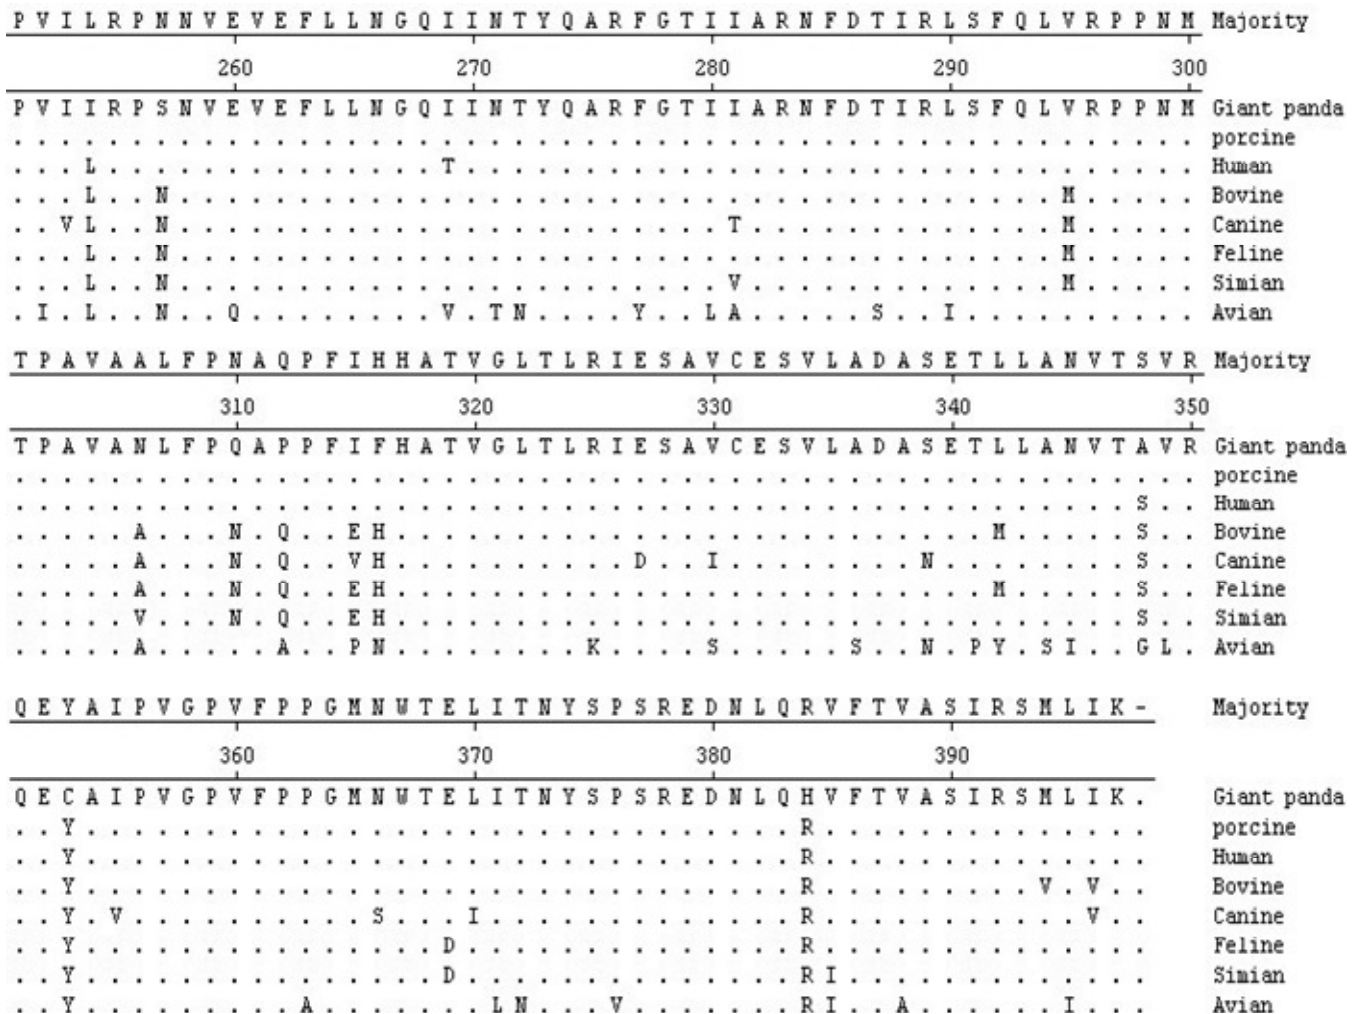 P V I L R P N N V E V E F L L N G Q I I N T Y Q A R F G T I I A R N F D T I R L S F Q L V R P P N M Majority
260 270 280 290 300
P V I I R P S N V E V E F L L N G Q I I N T Y Q A R F G T I I A R N F D T I R L S F Q L V R P P N M Giant panda
. . . . . . . . . . . . . . . . . . . . . . . . . . . . . . . . . . . . . . . . . . . . . . . . . . porcine
. . . L . . . . . . . . . . . . . . T . . . . . . . . . . . . . . . . . . . . . . . . . . . . . . . Human
. . . L . . N . . . . . . . . . . . . . . . . . . . . . . . . . . . . . . . . . . . . . M . . . . . Bovine
. . V L . . N . . . . . . . . . . . . . . . . . . . . . . . T . . . . . . . . . . . . . M . . . . . Canine
. . . L . . N . . . . . . . . . . . . . . . . . . . . . . . . . . . . . . . . . . . . . M . . . . . Feline
. . . L . . N . . . . . . . . . . . . . . . . . . . . . . . V . . . . . . . . . . . . . M . . . . . Simian
. I . L . . N . . Q . . . . . . . . V . T N . . . . Y . . L A . . . . . S . . I . . . . . . . . . . Avian
T P A V A A L F P N A Q P F I H H A T V G L T L R I E S A V C E S V L A D A S E T L L A N V T S V R Majority
310 320 330 340 350
T P A V A N L F P Q A P P F I F H A T V G L T L R I E S A V C E S V L A D A S E T L L A N V T A V R Giant panda
. . . . . . . . . . . . . . . . . . . . . . . . . . . . . . . . . . . . . . . . . . . . . . . . . . porcine
. . . . . . . . . . . . . . . . . . . . . . . . . . . . . . . . . . . . . . . . . . . . . . . S . . Human
. . . . . A . . . N . Q . . E H . . . . . . . . . . . . . . . . . . . . . . . . . M . . . . . S . . Bovine
. . . . . A . . . N . Q . . V H . . . . . . . . . . D . . I . . . . . . . . N . . . . . . . . S . . Canine
. . . . . A . . . N . Q . . E H . . . . . . . . . . . . . . . . . . . . . . . . . M . . . . . S . . Feline
. . . . . V . . . N . Q . . E H . . . . . . . . . . . . . . . . . . . . . . . . . . . . . . . S . . Simian
. . . . . A . . . . . A . . P N . . . . . . . . K . . . . S . . . . . S . . N . P Y . S I . . G L . Avian
Q E Y A I P V G P V F P P G M N W T E L I T N Y S P S R E D N L Q R V F T V A S I R S M L I K - Majority
360 370 380 390
Q E C A I P V G P V F P P G M N W T E L I T N Y S P S R E D N L Q H V F T V A S I R S M L I K . Giant panda
. . Y . . . . . . . . . . . . . . . . . . . . . . . . . . . . . . R . . . . . . . . . . . . . . porcine
. . Y . . . . . . . . . . . . . . . . . . . . . . . . . . . . . . R . . . . . . . . . . . . . . Human
. . Y . . . . . . . . . . . . . . . . . . . . . . . . . . . . . . R . . . . . . . . . V . V . . Bovine
. . Y . V . . . . . . . . . . S . . . I . . . . . . . . . . . . . R . . . . . . . . . . . V . . Canine
. . Y . . . . . . . . . . . . . . . D . . . . . . . . . . . . . . R . . . . . . . . . . . . . . Feline
. . Y . . . . . . . . . . . . . . . D . . . . . . . . . . . . . . R I . . . . . . . . . . . . . Simian
. . Y . . . . . . . . . A . . . . . . . L N . . . V . . . . . . . R I . . A . . . . . . I . . . Avian